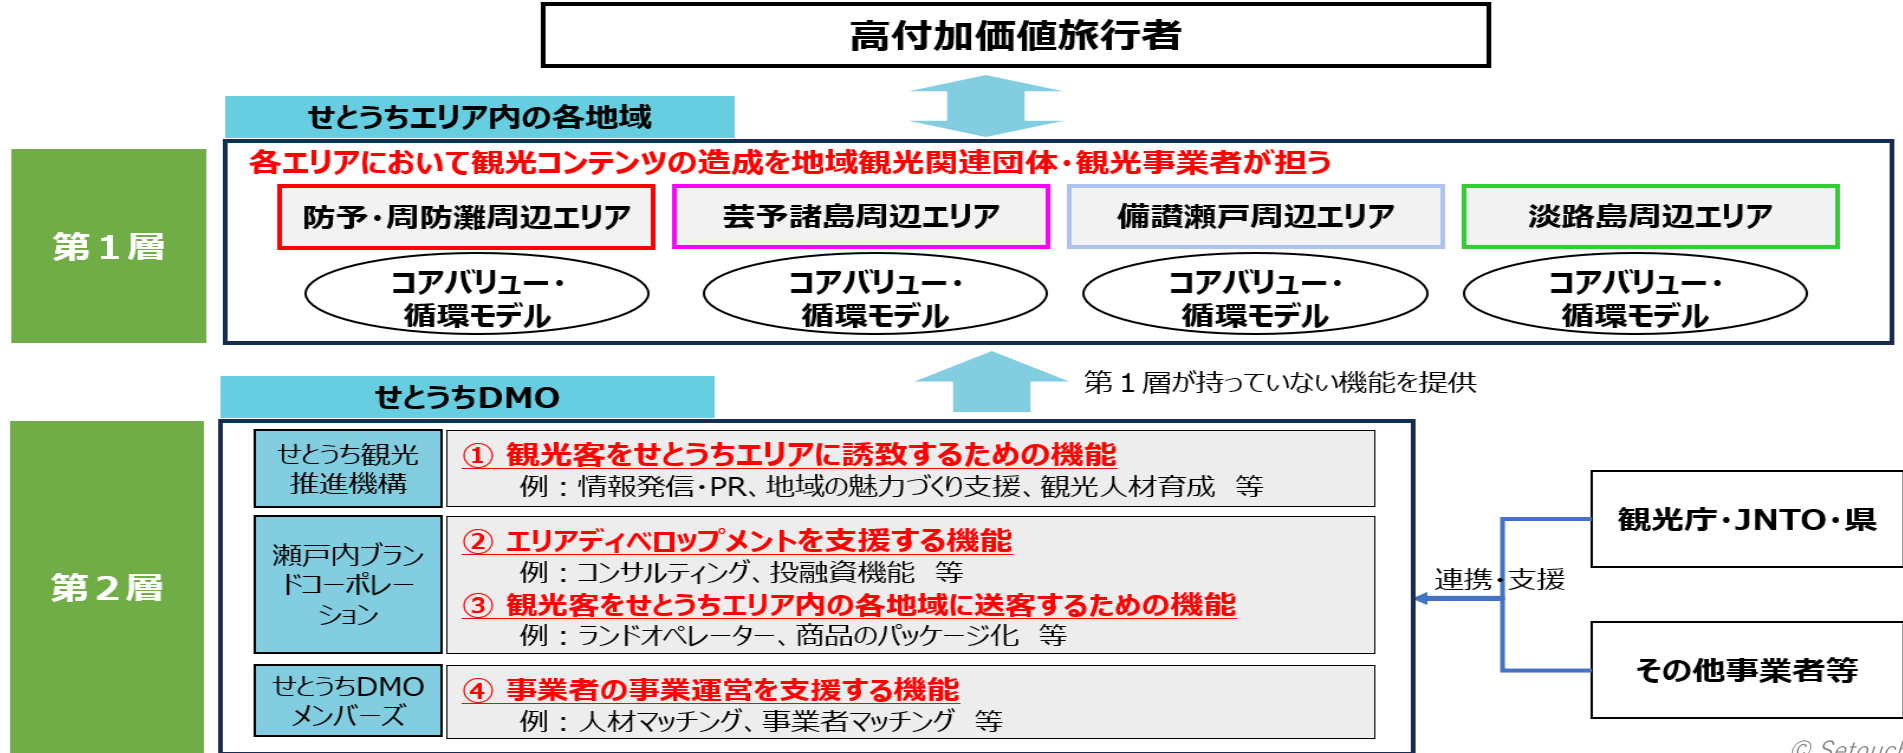 高付加価値旅行者
せとうちエリア内の各地域
第１層
各エリアにおいて観光コンテンツの造成を地域観光関連団体・観光事業者が担う
防予・周防灘周辺エリア
芸予諸島周辺エリア
備讃瀬戸周辺エリア
淡路島周辺エリア
コアバリュー・
循環モデル
コアバリュー・
循環モデル
コアバリュー・
循環モデル
コアバリュー・
循環モデル
第１層が持っていない機能を提供
せとうちDMO
第２層
せとうち観光
推進機構
① 観光客をせとうちエリアに誘致するための機能
例：情報発信・PR、地域の魅力づくり支援、観光人材育成 等
瀬戸内ブラン
ドコーポレー
ション
② エリアディベロップメントを支援する機能
例：コンサルティング、投融資機能 等
③ 観光客をせとうちエリア内の各地域に送客するための機能
例：ランドオペレーター、商品のパッケージ化 等
せとうちDMO
メンバーズ
④ 事業者の事業運営を支援する機能
例：人材マッチング、事業者マッチング 等
連携・支援
観光庁・JNTO・県
その他事業者等